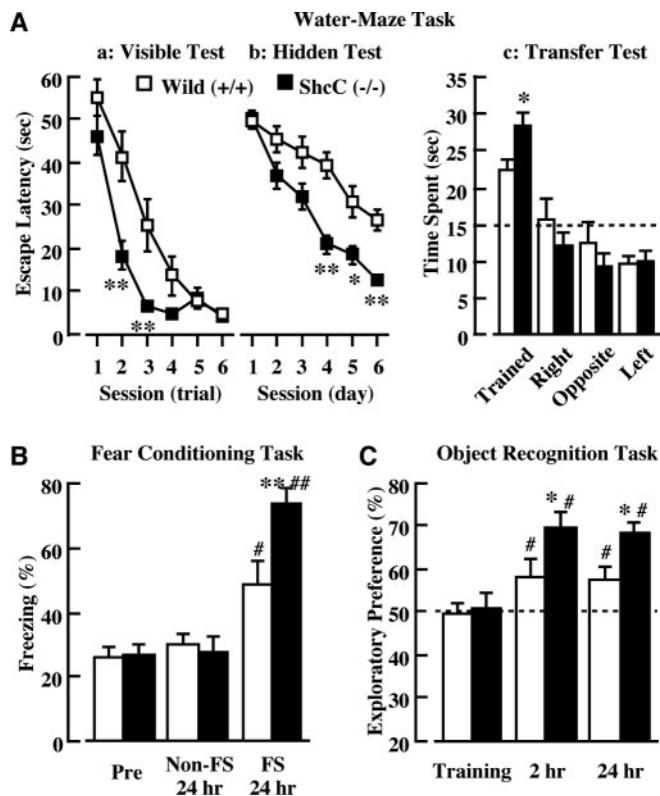 A
Water-Maze Task
a: Visible Test
b: Hidden Test
c: Transfer Test
Wild (+/+)
ShcC (-/-)
Escape Latency (sec)
60
50
40
30
20
10
0
**
**
**
*
**
1 2 3 4 5 6
1 2 3 4 5 6
Session (trial)
Session (day)
Time Spent (sec)
35
30
25
20
15
10
5
0
*
Trained
Right
Opposite
Left
B
Fear Conditioning Task
Freezing (%)
80
60
40
20
0
#
**,##
Pre
Non-FS
24 hr
FS
24 hr
C
Object Recognition Task
Exploratory Preference (%)
80
70
60
50
40
30
20
#
*#
#
*#
Training
2 hr
24 hr